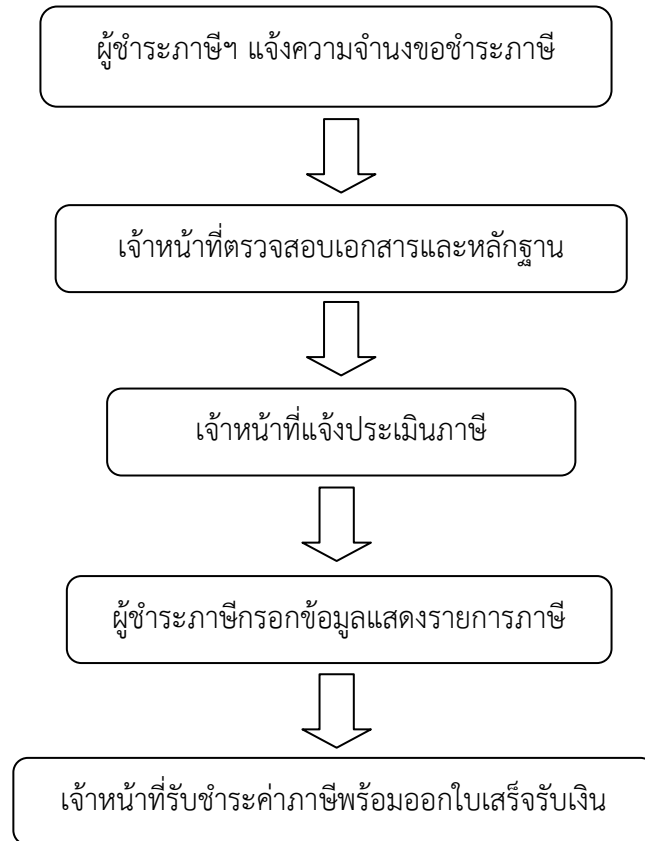 ผู้ชำระภาษีฯ แจ้งความจำนงขอชำระภาษี
เจ้าหน้าที่ตรวจสอบเอกสารและหลักฐาน
เจ้าหน้าที่แจ้งประเมินภาษี
ผู้ชำระภาษีกรอกข้อมูลแสดงรายการภาษี
เจ้าหน้าที่รับชำระค่าภาษีพร้อมออกใบเสร็จรับเงิน